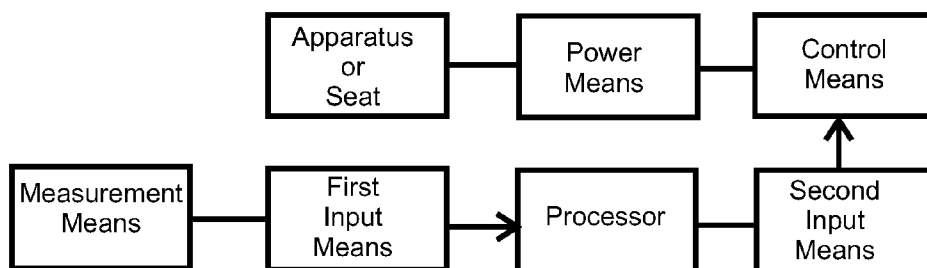 Apparatus
or
Seat
Power
Means
Control
Means
Measurement
Means
First
Input
Means
Processor
Second
Input
Means